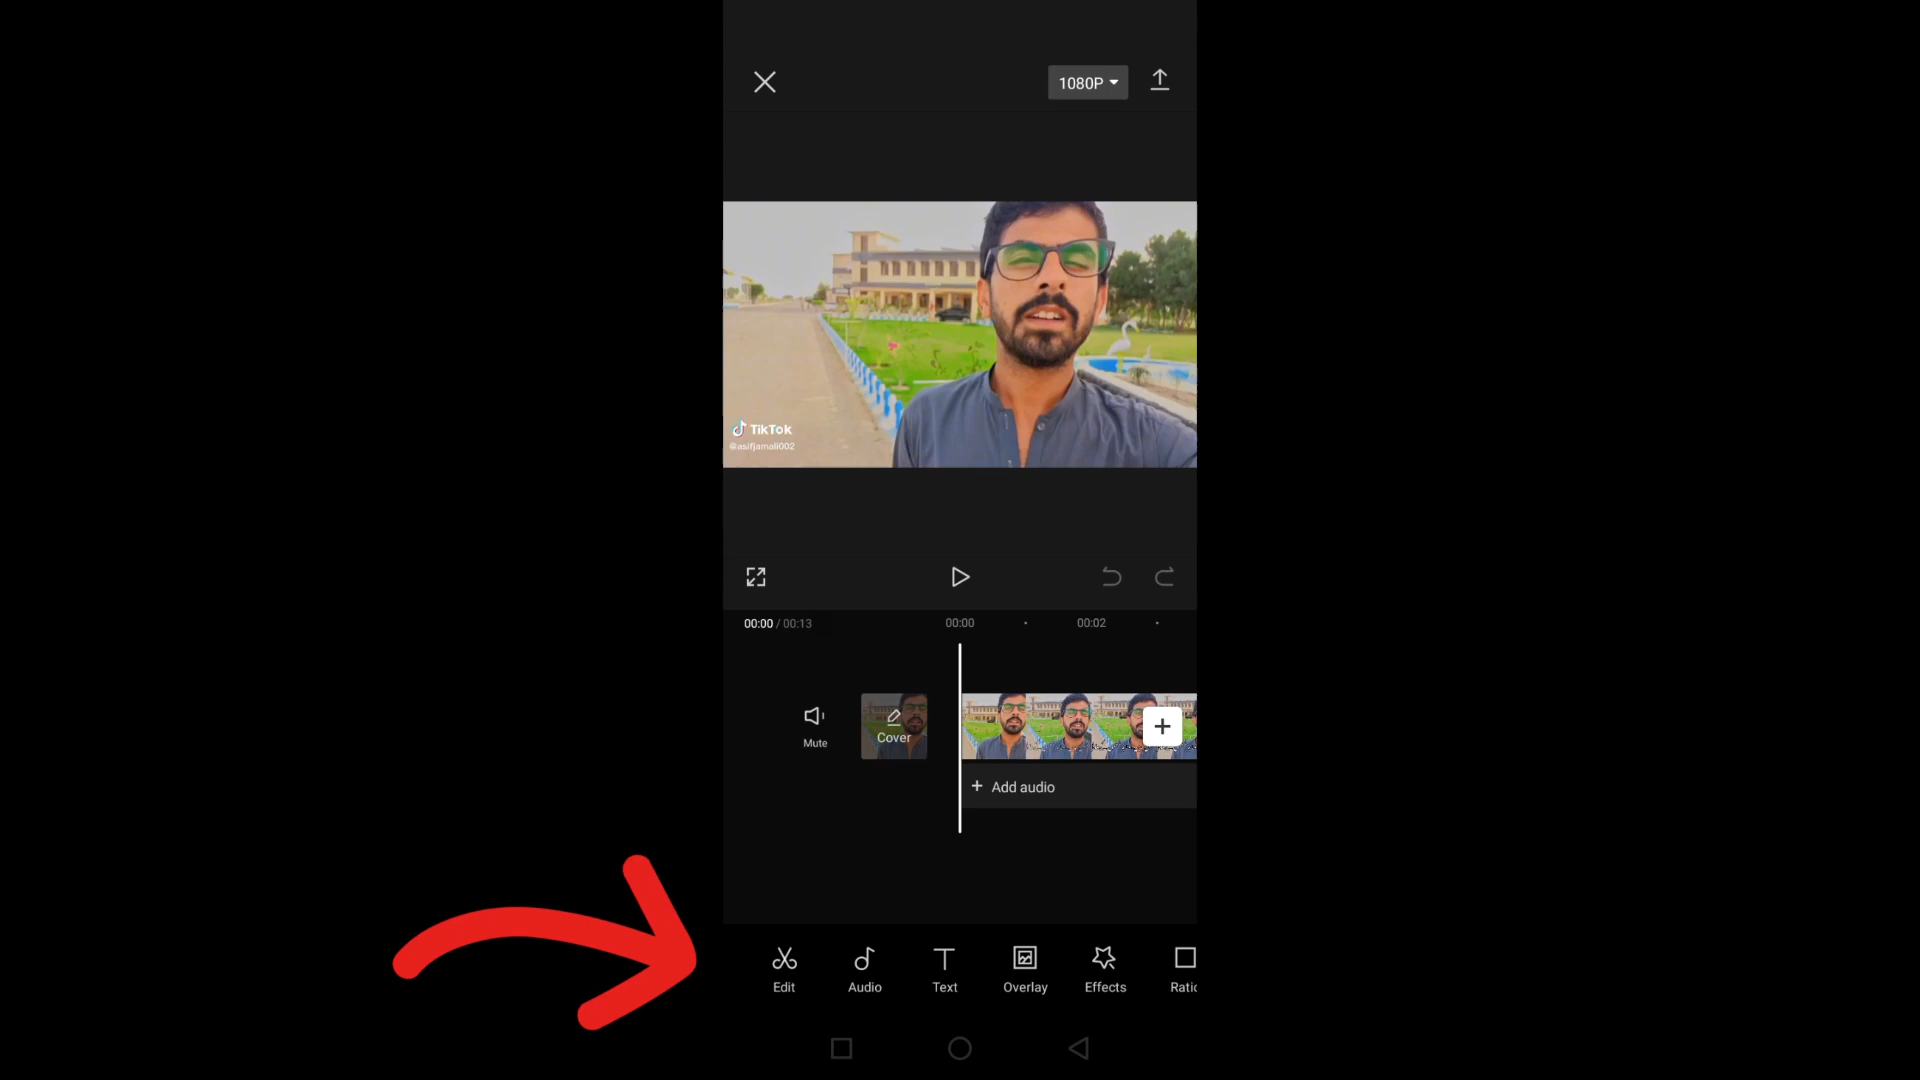 1080P
TikTok
@asifjamali002
00:00 / 00:13
00:00
00:02
Mute
Cover
+ Add audio
Edit
Audio
Text
Overlay
Effects
Ratio